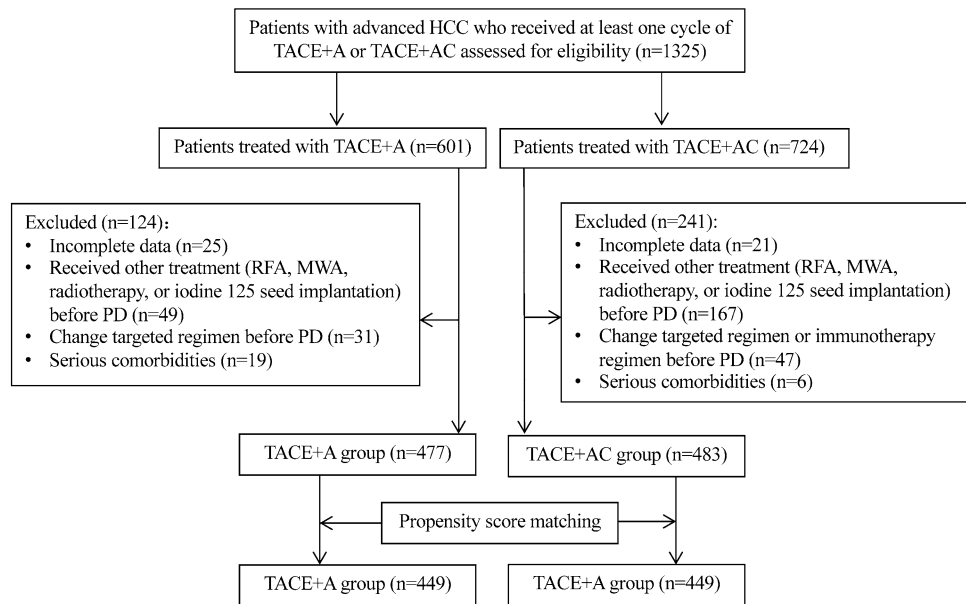 Patients with advanced HCC who received at least one cycle of
TACE+A or TACE+AC assessed for eligibility (n=1325)
Patients treated with TACE+A (n=601)
Patients treated with TACE+AC (n=724)
Excluded (n=124):
• Incomplete data (n=25)
• Received other treatment (RFA, MWA,
radiotherapy, or iodine 125 seed implantation)
before PD (n=49)
• Change targeted regimen before PD (n=31)
• Serious comorbidities (n=19)
Excluded (n=241):
• Incomplete data (n=21)
• Received other treatment (RFA, MWA,
radiotherapy, or iodine 125 seed implantation)
before PD (n=167)
• Change targeted regimen or immunotherapy
regimen before PD (n=47)
• Serious comorbidities (n=6)
TACE+A group (n=477)
TACE+AC group (n=483)
Propensity score matching
TACE+A group (n=449)
TACE+A group (n=449)